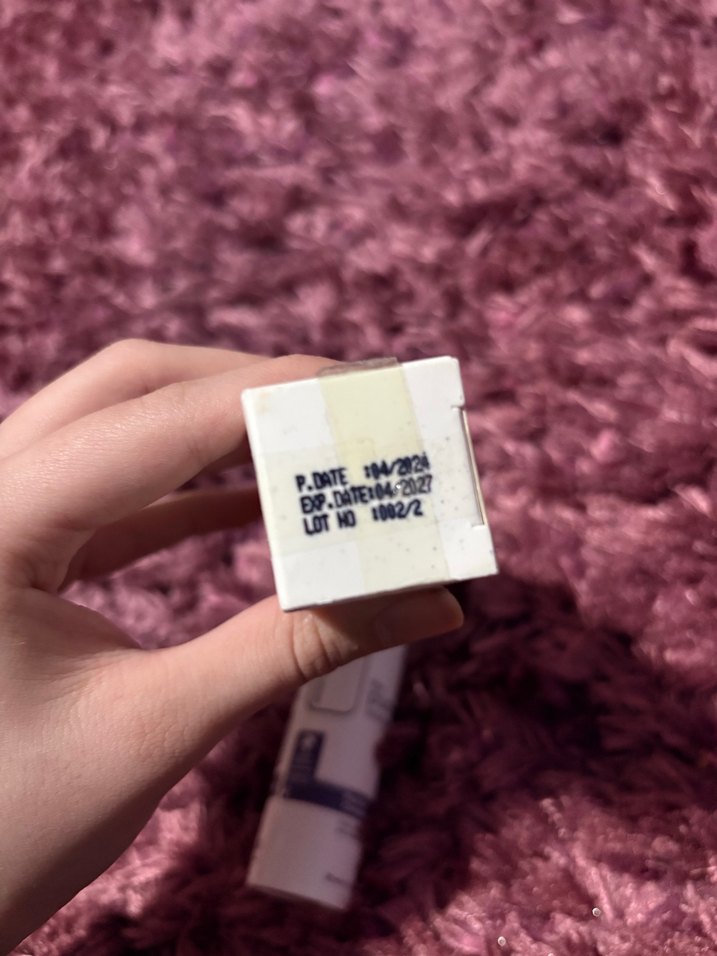 P.DATE :04/2024
EXP.DATE:04/2027
LOT NO :002/2